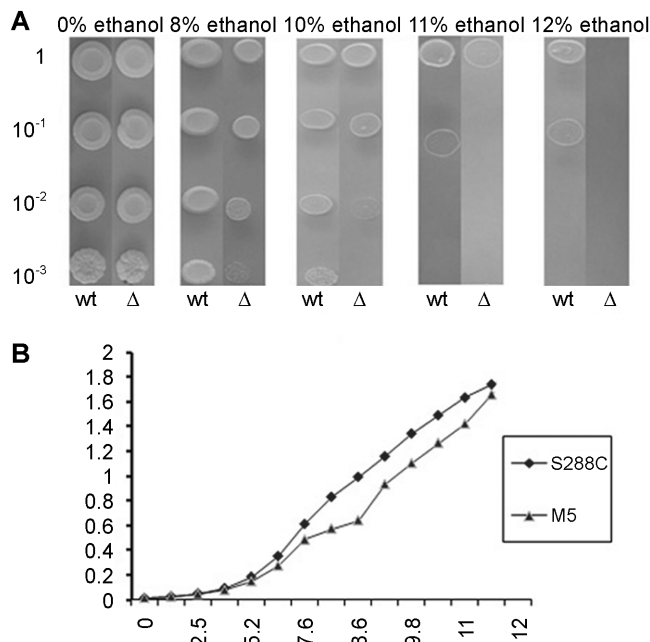 A
0% ethanol 8% ethanol 10% ethanol 11% ethanol 12% ethanol
1
10-1
10-2
10-3
wt Δ wt Δ wt Δ wt Δ wt Δ
B
2
1.8
1.6
1.4
1.2
1
0.8
0.6
0.4
0.2
0
S288C
M5
0 2.5 5.2 7.6 8.6 9.8 11 12